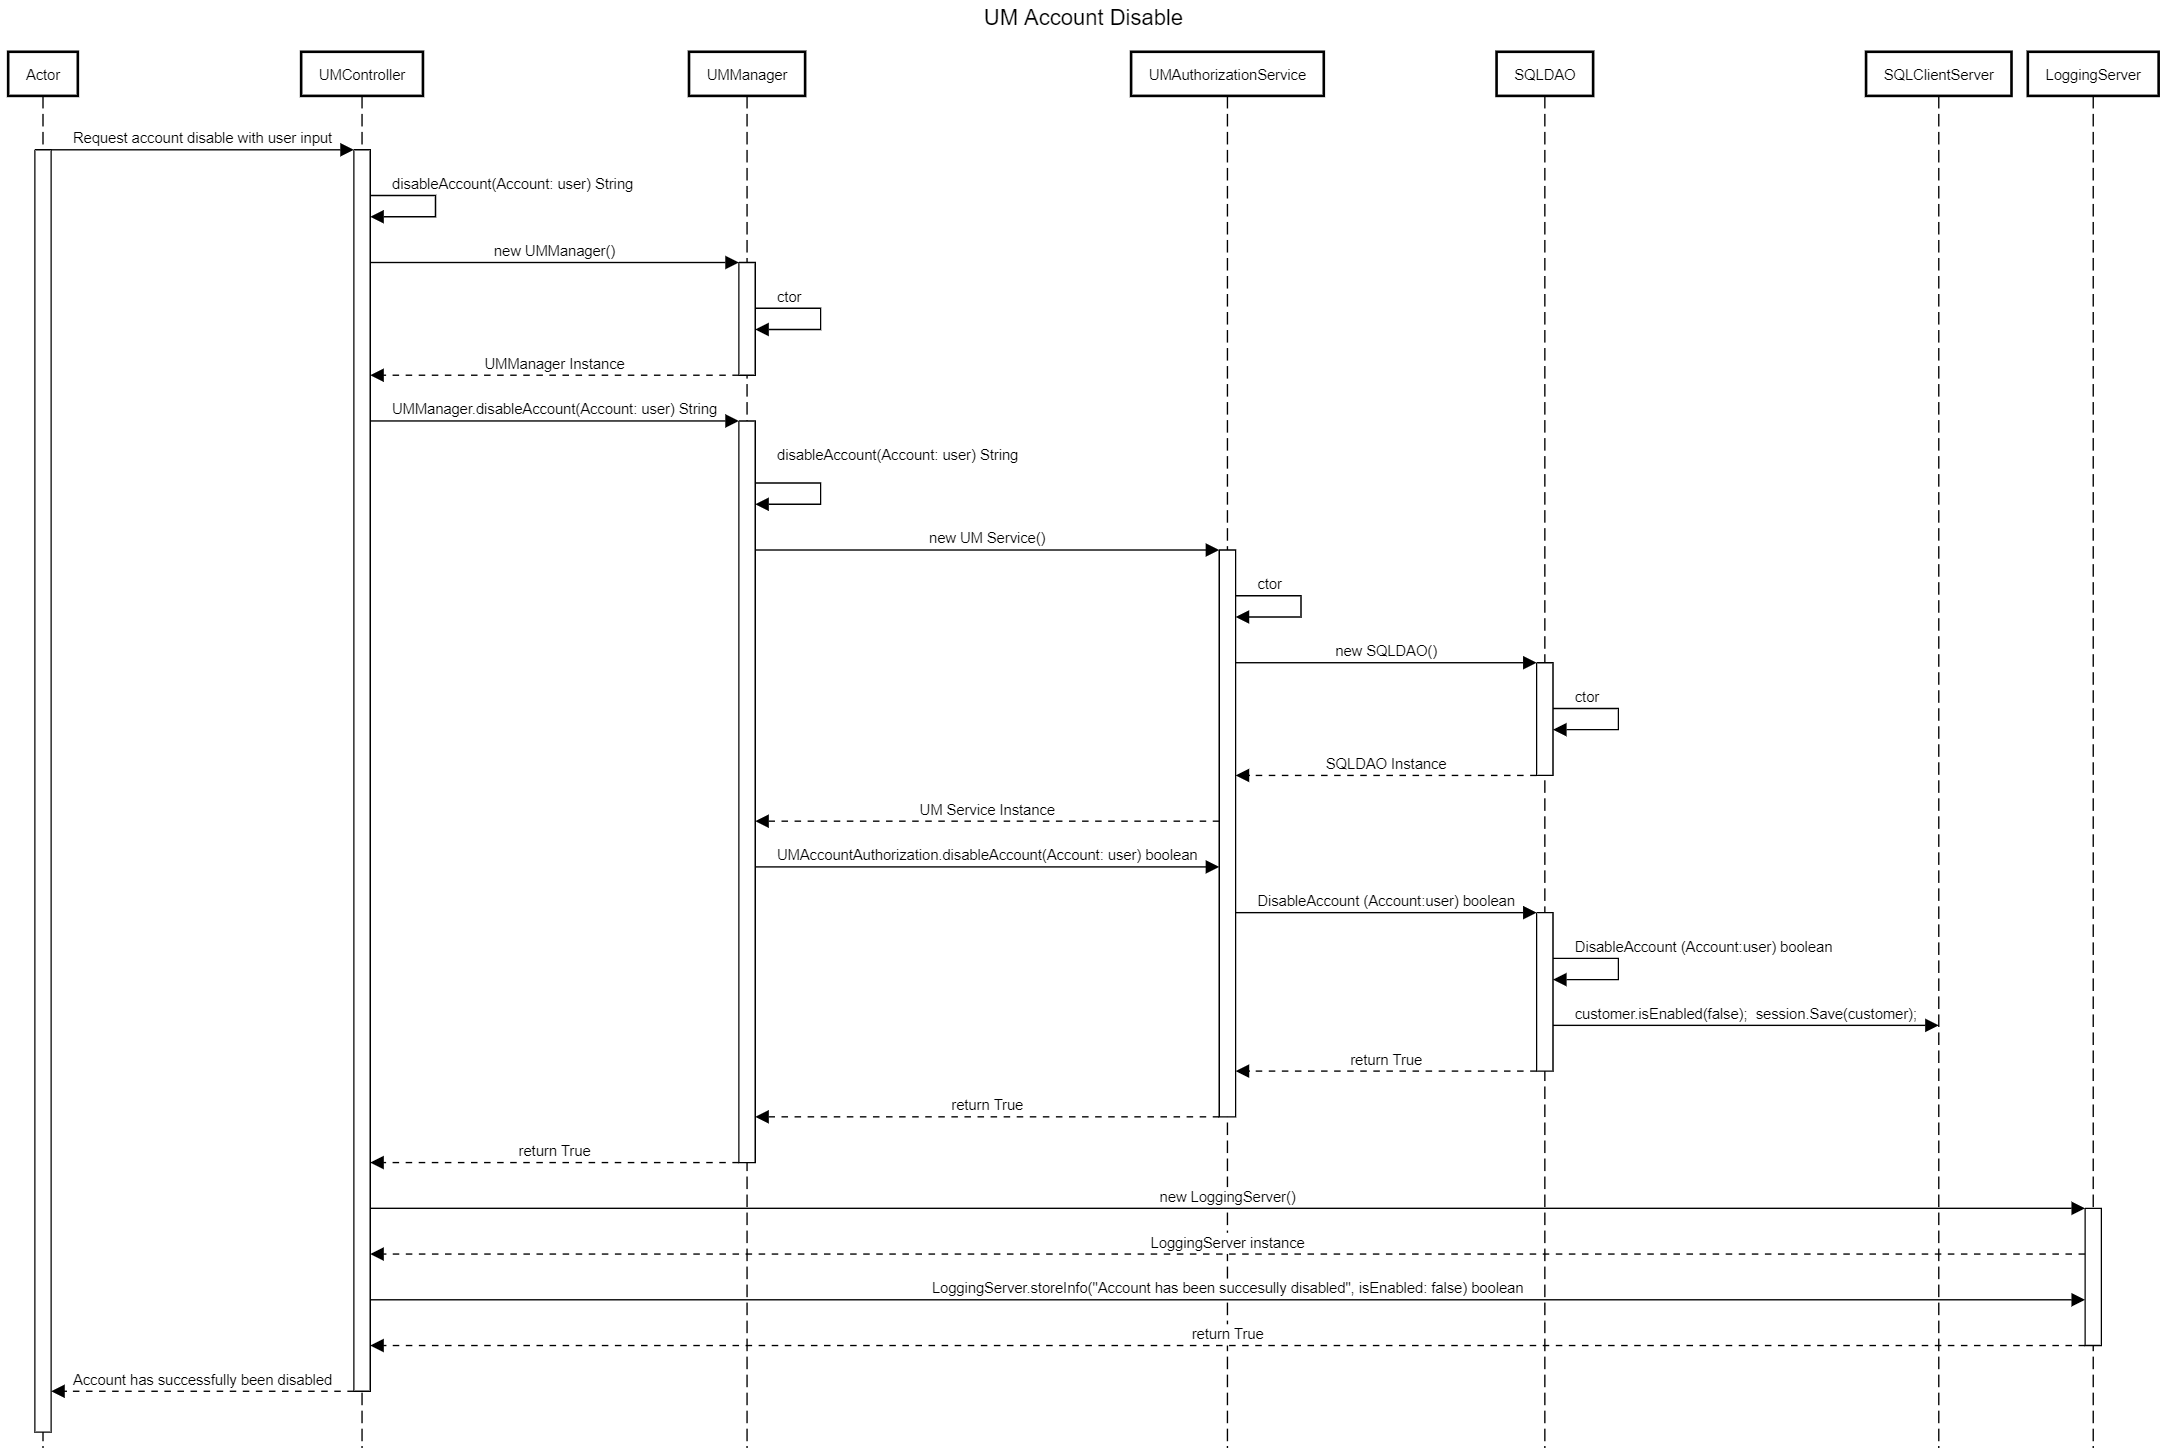 UM Account Disable
Actor
UMController
UMManager
UMAuthorizationService
SQLDAO
SQLClientServer
LoggingServer
Request account disable with user input
disableAccount(Account: user) String
new UMManager()
ctor
UMManager Instance
UMManager.disableAccount(Account: user) String
disableAccount(Account: user) String
new UM Service()
ctor
new SQLDAO()
ctor
SQLDAO Instance
UM Service Instance
UMAccountAuthorization.disableAccount(Account: user) boolean
DisableAccount (Account:user) boolean
DisableAccount (Account:user) boolean
customer.isEnabled(false);  session.Save(customer);
return True
return True
return True
new LoggingServer()
LoggingServer instance
LoggingServer.storeInfo("Account has been succesully disabled", isEnabled: false) boolean
return True
Account has successfully been disabled